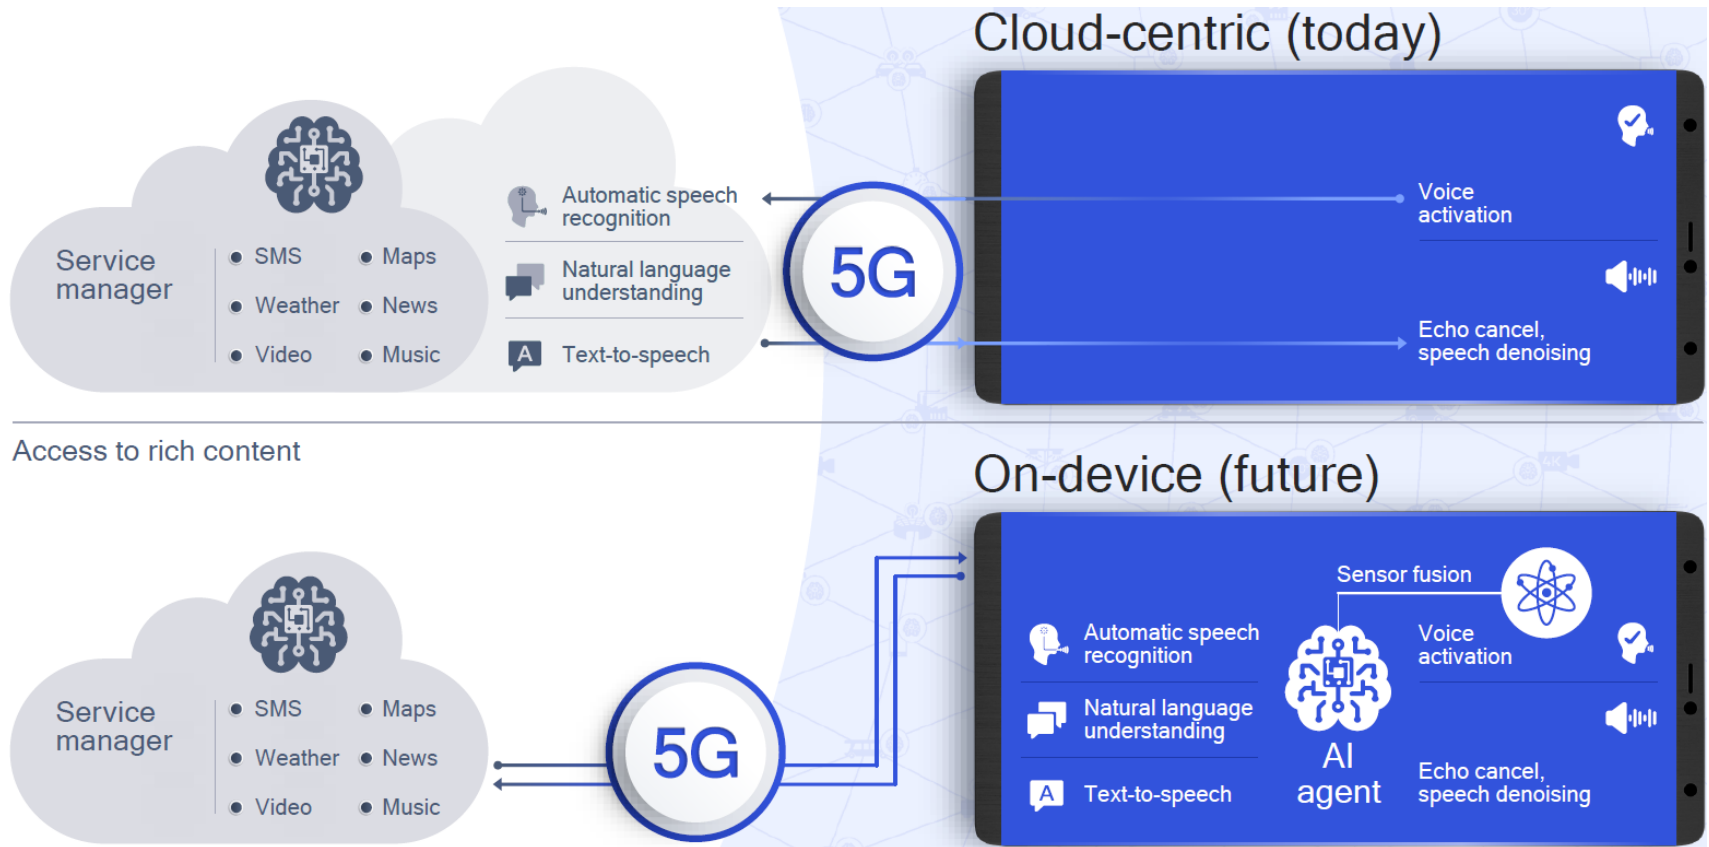 Cloud-centric (today)
Service
manager
SMS
Weather
Video
Maps
News
Music
Automatic speech
recognition
Natural language
understanding
A
Text-to-speech
5G
Voice
activation
Echo cancel,
speech denoising
Access to rich content
On-device (future)
Service
manager
SMS
Weather
Video
Maps
News
Music
5G
Automatic speech
recognition
Natural language
understanding
A
Text-to-speech
Sensor fusion
AI
agent
Voice
activation
Echo cancel,
speech denoising
4K